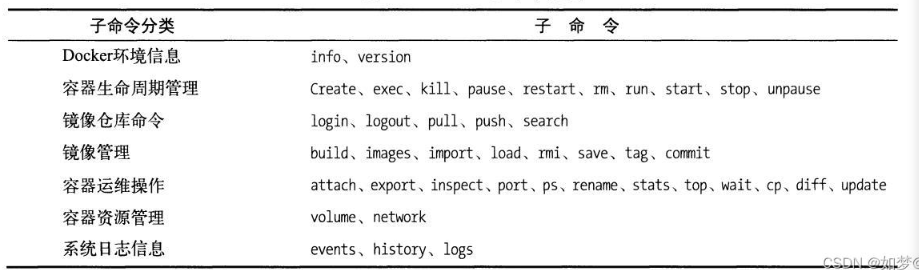 子命令分类 子 命 令
Docker环境信息 info、version
容器生命周期管理 Create、exec、kill、pause、restart、rm、run、start、stop、unpause
镜像仓库命令 login、logout、pull、push、search
镜像管理 build、images、import、load、rmi、save、tag、commit
容器运维操作 attach、export、inspect、port、ps、rename、stats、top、wait、cp、diff、update
容器资源管理 volume、network
系统日志信息 events、history、logs
CSDN @如梦